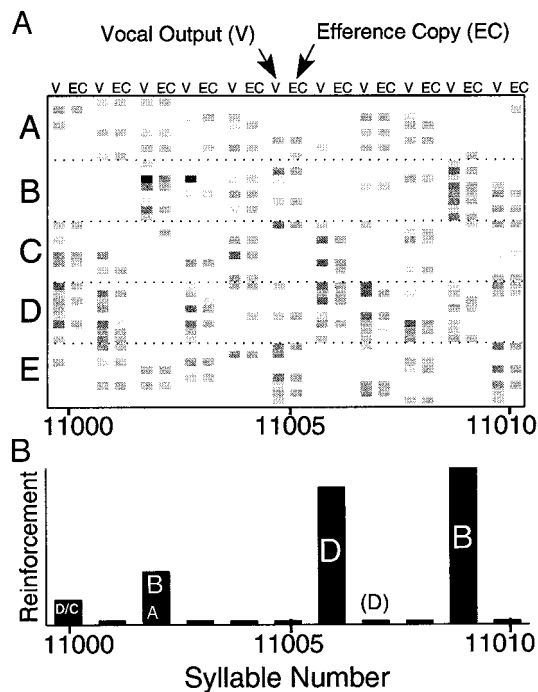 A
Vocal Output (V) Efference Copy (EC)
V EC V EC V EC V EC V EC V EC V EC V EC V EC V EC V EC
A
B
C
D
E
11000 11005 11010
B
Reinforcement
D/C B A D (D) B
11000 11005 11010
Syllable Number